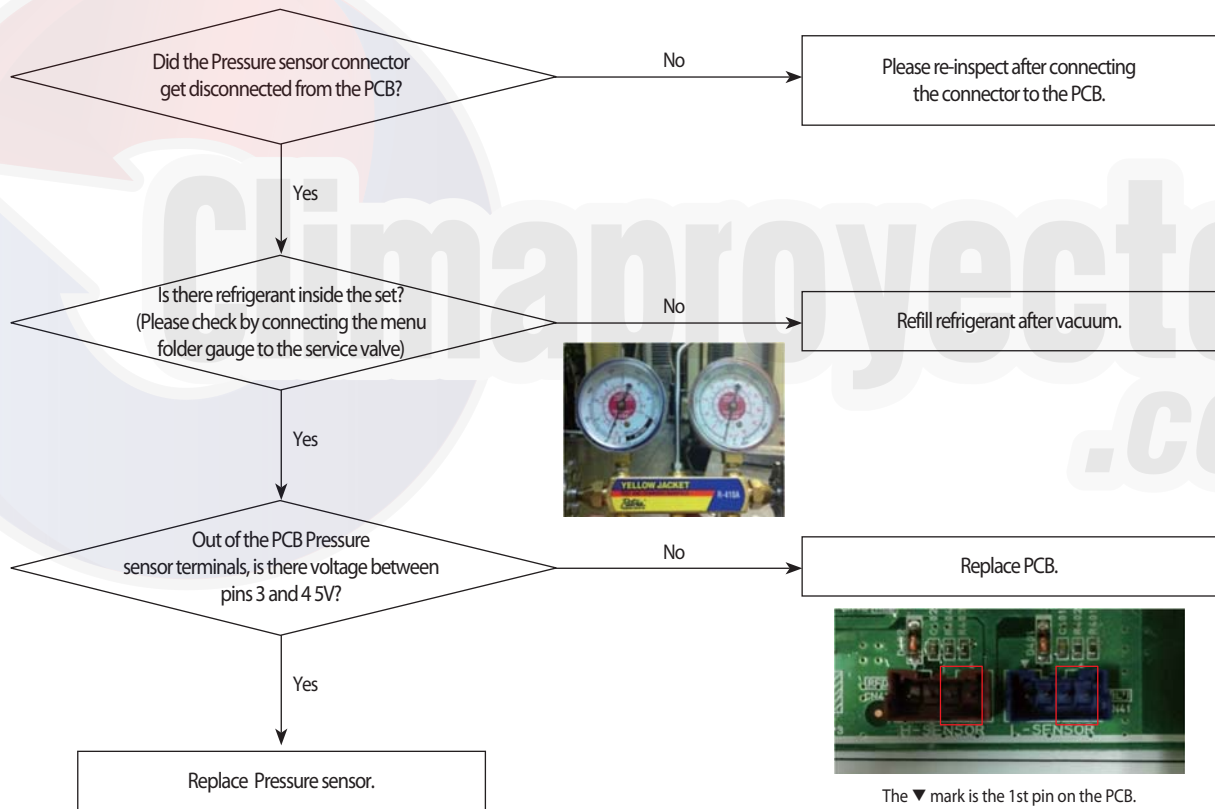 Did the Pressure sensor connector
get disconnected from the PCB?
No
Please re-inspect after connecting
the connector to the PCB.
Yes
Climaproyecto
.co
Is there refrigerant inside the set?
(Please check by connecting the menu
folder gauge to the service valve)
No
Refill refrigerant after vacuum.
Yes
YELLOW JACKET
R-410A
Out of the PCB Pressure
sensor terminals, is there voltage between
pins 3 and 4 5V?
No
Replace PCB.
Yes
H-SENSOR
L-SENSOR
Replace Pressure sensor.
The ▼ mark is the 1st pin on the PCB.